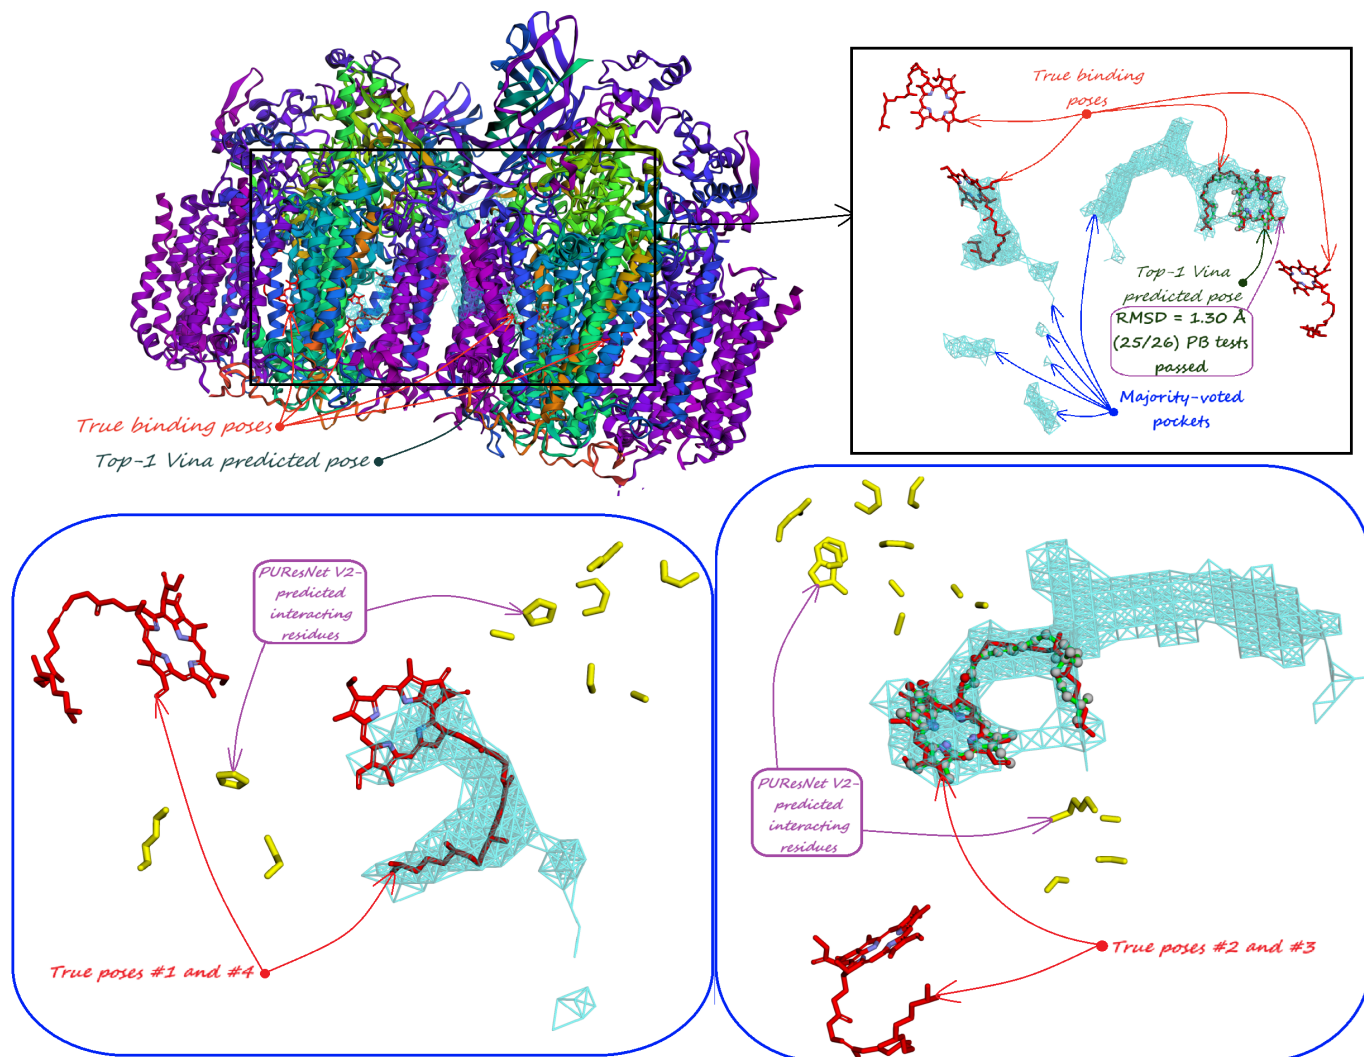 True binding poses
Top-1 Vina predicted pose
True binding
poses
Top-1 Vina
predicted pose
RMSD = 1.30 Å
(25/26) PB tests
passed
Majority-voted
pockets
PUResNet V2-
predicted
interacting
residues
True poses #1 and #4
PUResNet V2-
predicted
interacting
residues
True poses #2 and #3